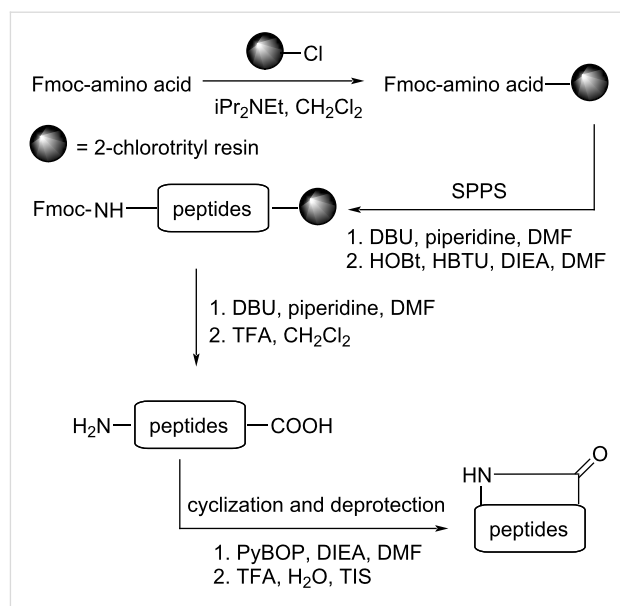 Cl
Fmoc-amino acid
Fmoc-amino acid
iPr₂NEt, CH₂Cl₂
= 2-chlorotrityl resin
SPPS
Fmoc-NH
peptides
1. DBU, piperidine, DMF
2. HOBt, HBTU, DIEA, DMF
1. DBU, piperidine, DMF
2. TFA, CH₂Cl₂
H₂N
peptides
COOH
cyclization and deprotection
1. PyBOP, DIEA, DMF
2. TFA, H₂O, TIS
O
HN
peptides